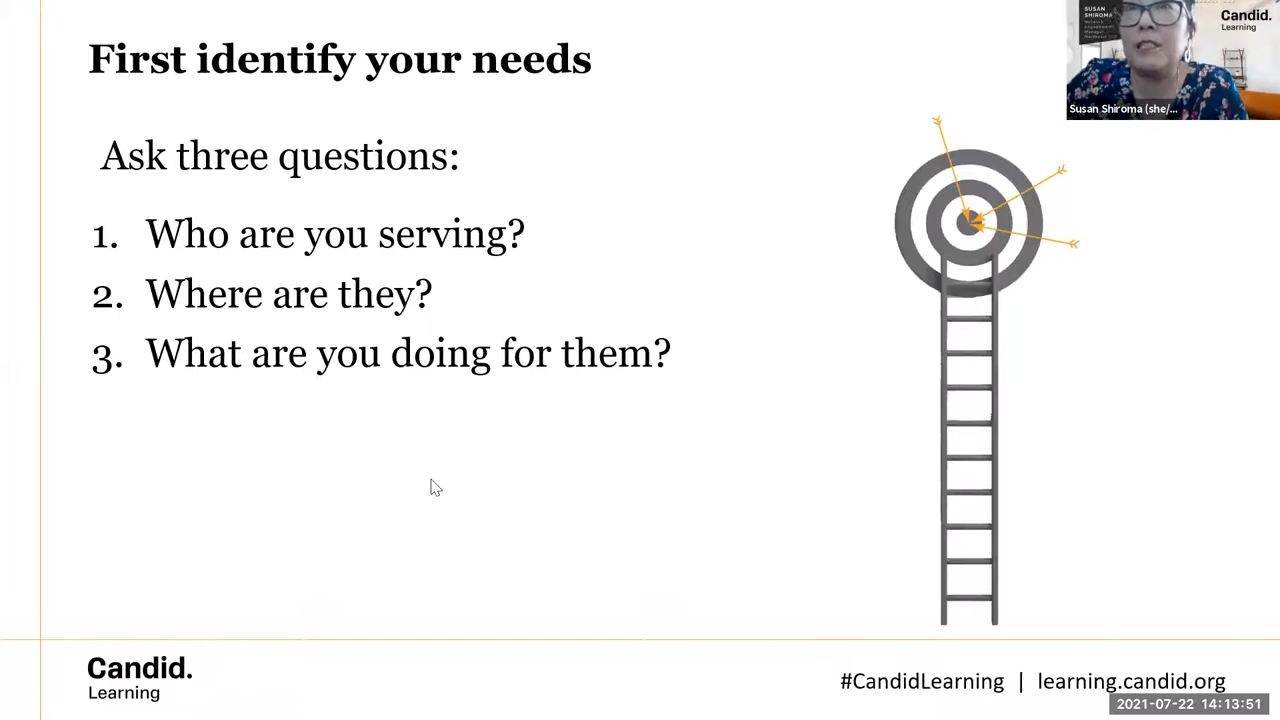 First identify your needs
Ask three questions:
1. Who are you serving?
2. Where are they?
3. What are you doing for them?
SUSAN
SHIROMA
Candid.
Learning
Susan Shiroma (she/...
Candid.
Learning
#CandidLearning | learning.candid.org
2021-07-22 14:13:51